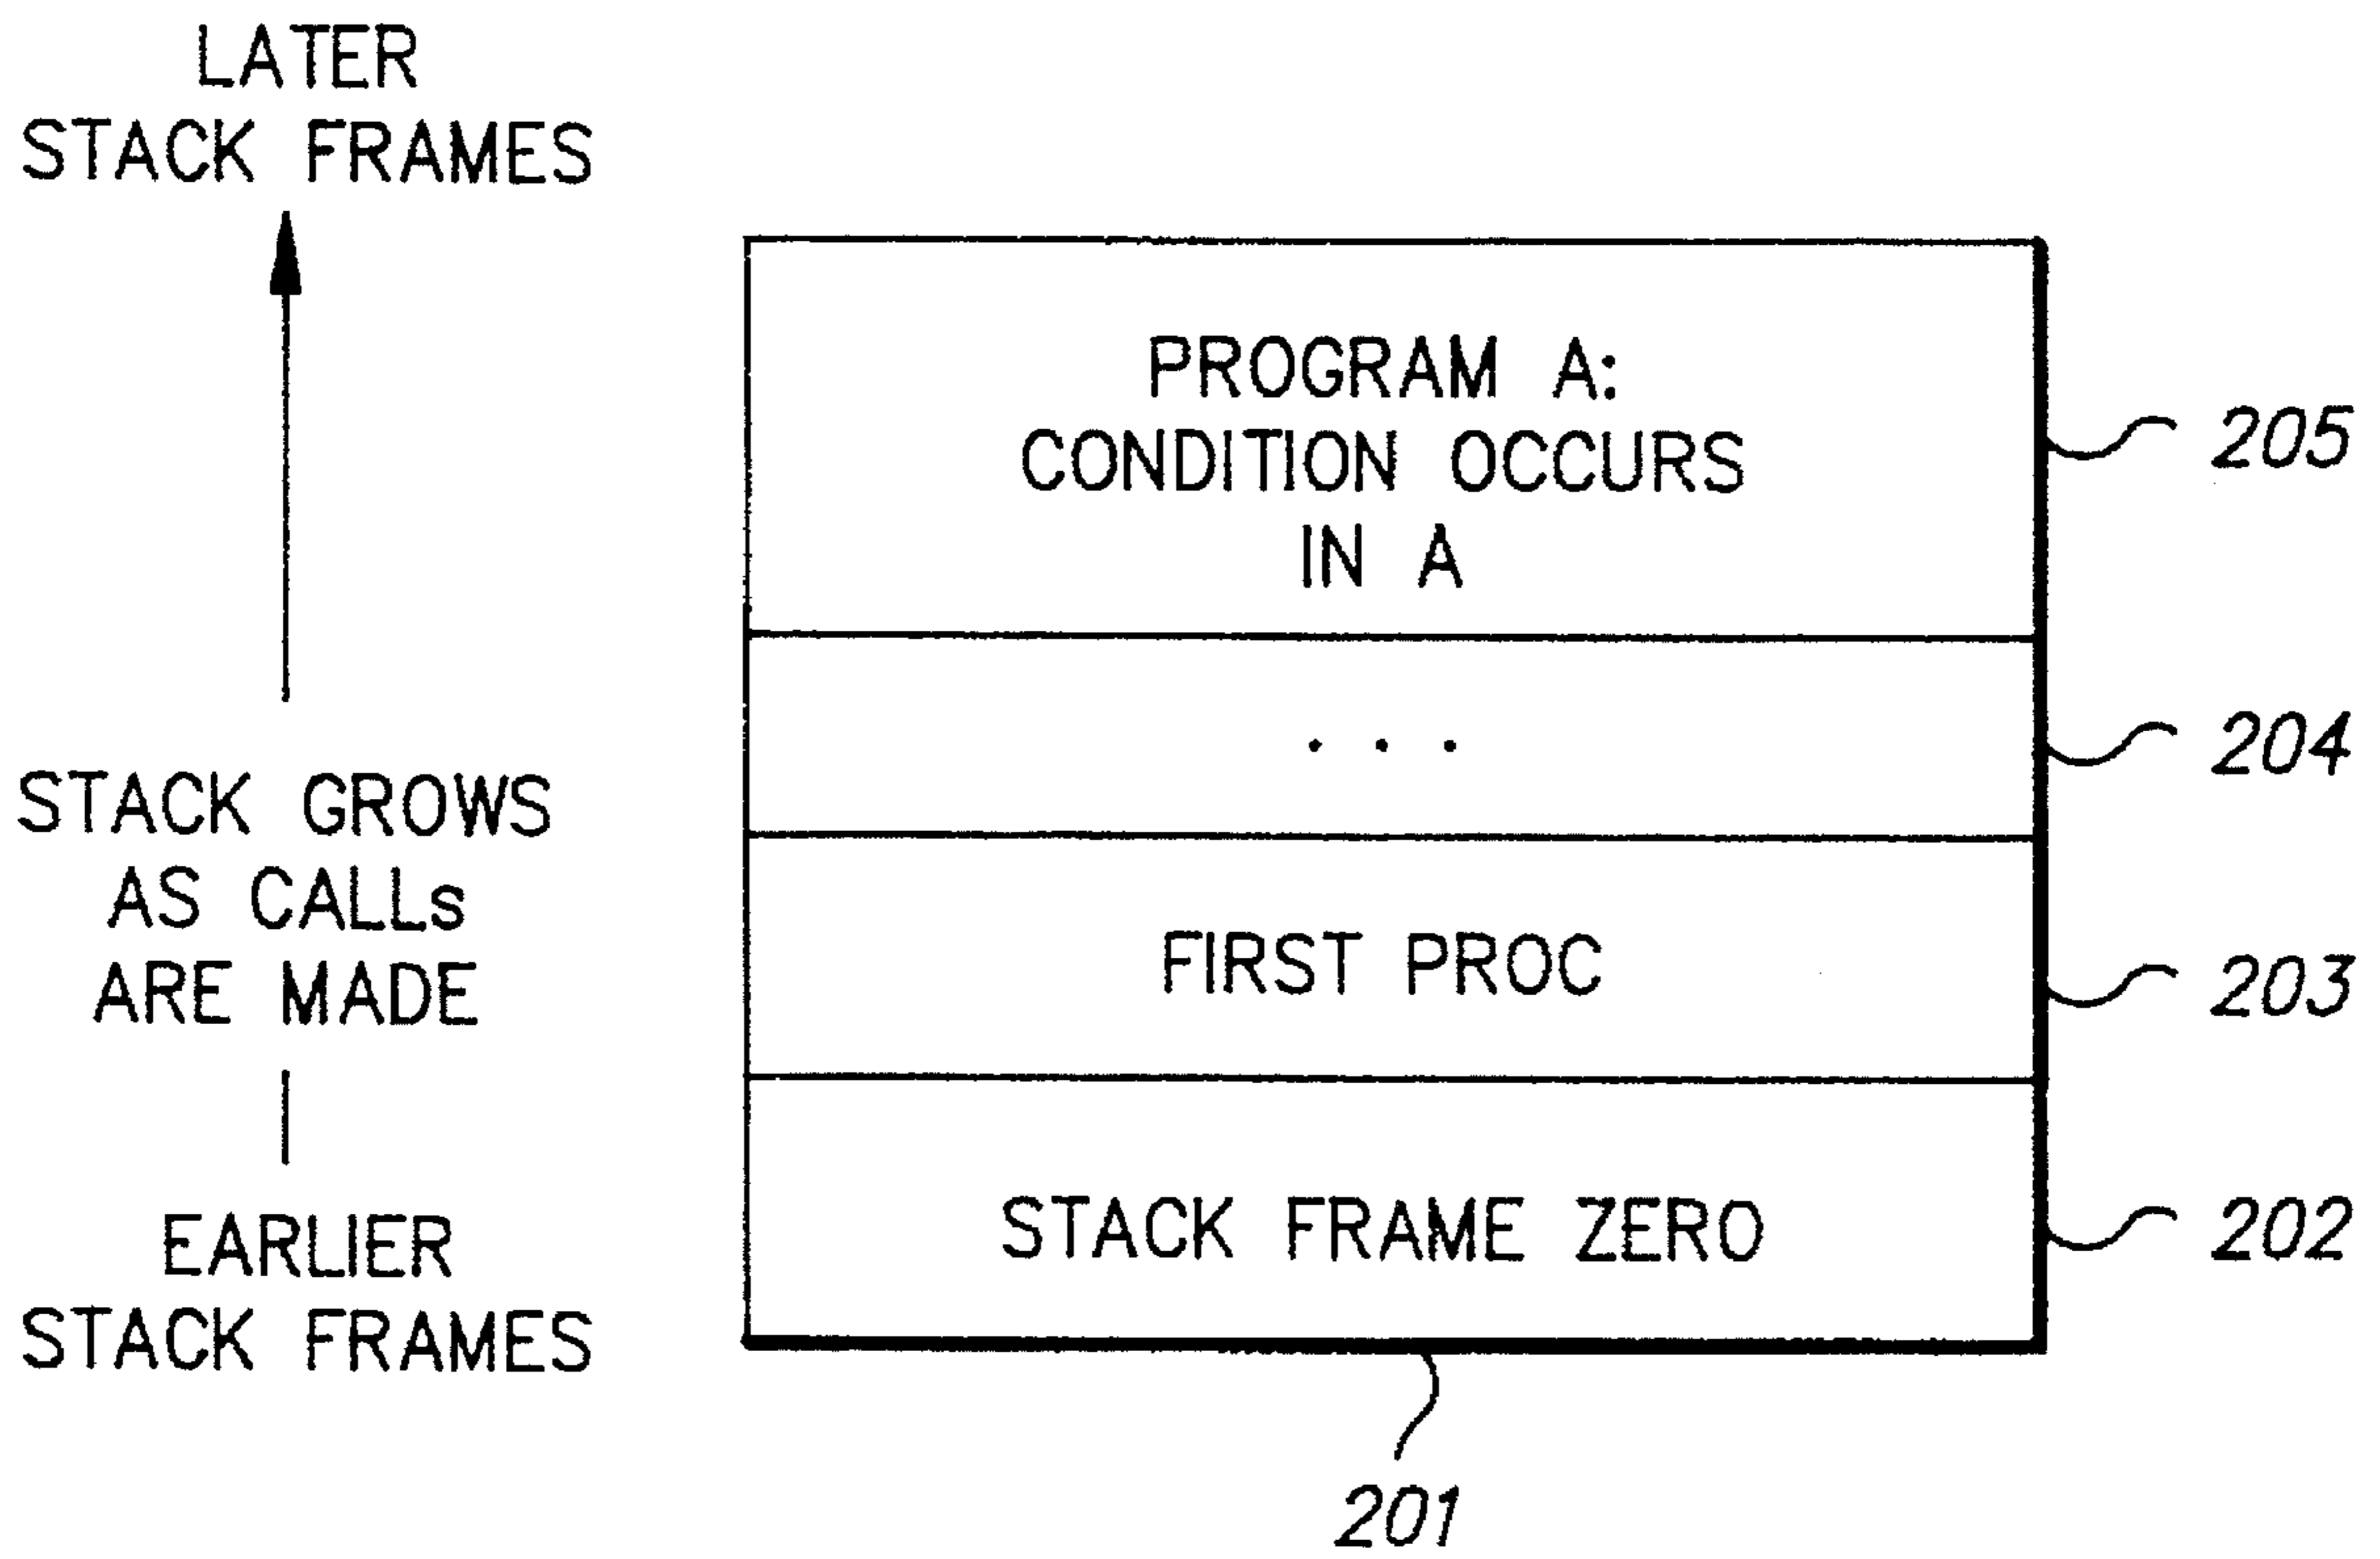 LATER
STACK FRAMES
STACK GROWS
AS CALLs
ARE MADE
EARLIER
STACK FRAMES
PROGRAM A:
CONDITION OCCURS
IN A
205
. . .
204
FIRST PROC
203
STACK FRAME ZERO
202
201